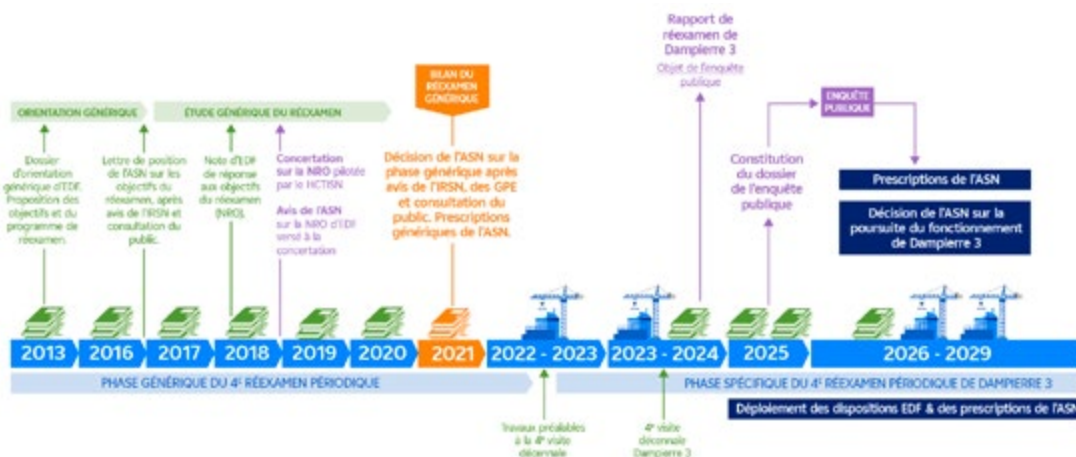 Rapport de
réexamen de
Dampierre 3
Objet de l'enquête
publique
BILAN DU
RÉEXAMEN
GÉNÉRIQUE
ENQUÊTE
PUBLIQUE
ORIENTATION GÉNÉRIQUE
ÉTUDE GÉNÉRIQUE DU RÉEXAMEN
Dossier
d'orientation
générique d'EDF.
Proposition des
objectifs et du
programme de
réexamen.
Lettre de position
de l'ASN sur les
objectifs du
réexamen, après
avis de l'IRSN et
consultation du
public.
Note d'EDF
de réponse
aux objectifs
du réexamen
(NRO).
Concertation
sur la NRO pilotée
par le HCTISN
Avis de l'ASN
sur la NRO d'EDF
versé à la
concertation
Décision de l'ASN sur la
phase générique après
avis de l'IRSN, des GPE
et consultation du
public. Prescriptions
génériques de l'ASN.
Constitution
du dossier
de l'enquête
publique
Prescriptions de l'ASN
Décision de l'ASN sur la
poursuite du fonctionnement
de Dampierre 3
2013
2016
2017
2018
2019
2020
2021
2022 - 2023
2023 - 2024
2025
2026 - 2029
PHASE GÉNÉRIQUE DU 4E RÉEXAMEN PÉRIODIQUE
PHASE SPÉCIFIQUE DU 4E RÉEXAMEN PÉRIODIQUE DE DAMPIERRE 3
Déploiement des dispositions EDF & des prescriptions de l'ASN
Travaux préalables
à la 4e visite
décennale
4e visite
décennale
Dampierre 3